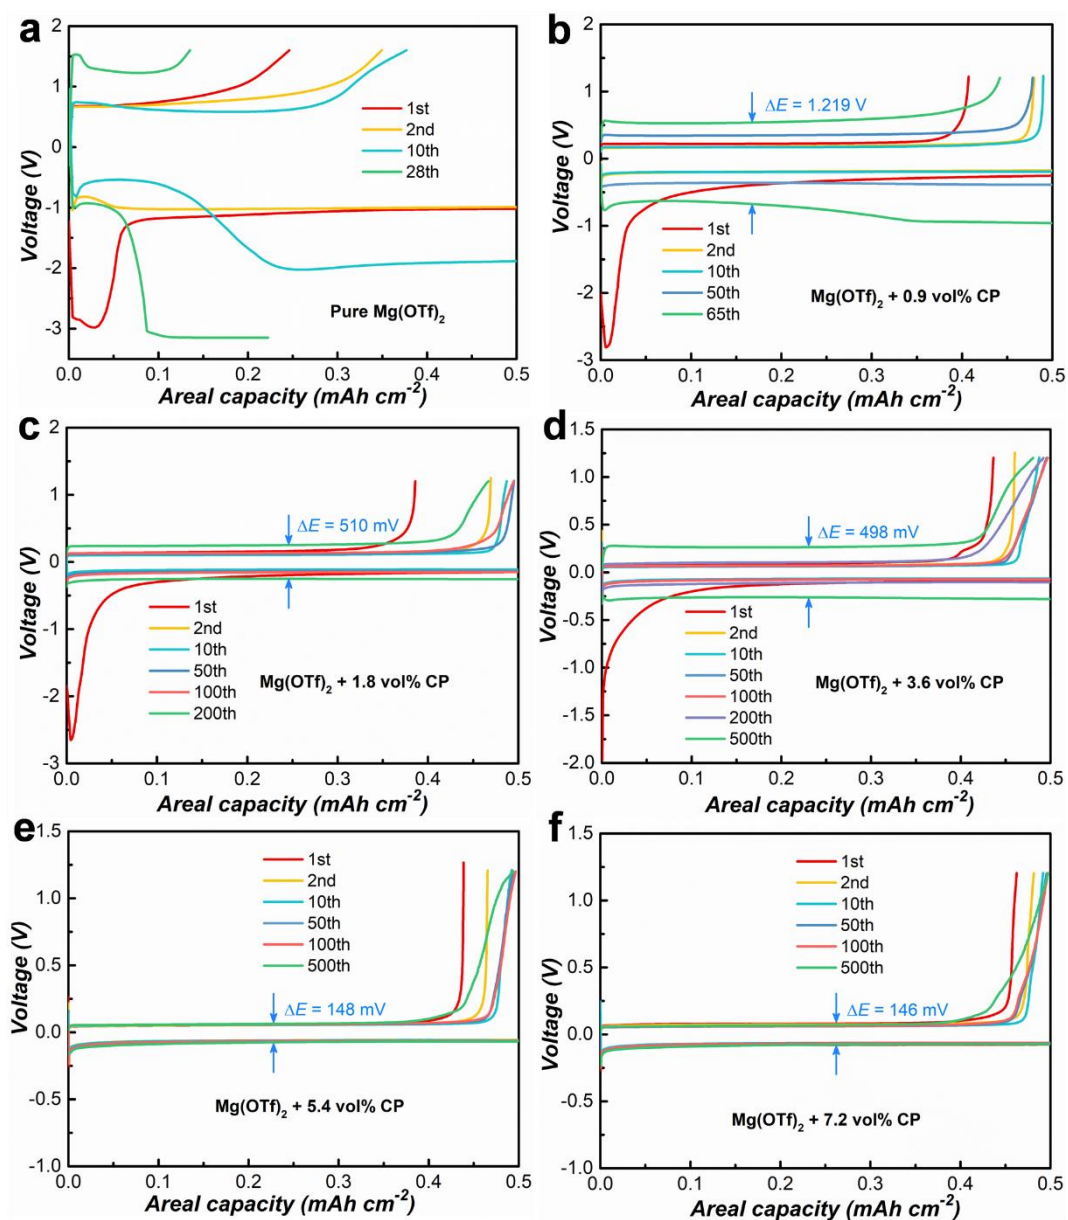 a
2
1
0
-1
-2
-3
Voltage (V)
1st
2nd
10th
28th
Pure Mg(OTf)₂
0.0 0.1 0.2 0.3 0.4 0.5
Areal capacity (mAh cm⁻²)
b
2
1
0
-1
-2
-3
Voltage (V)
ΔE = 1.219 V
1st
2nd
10th
50th
65th
Mg(OTf)₂ + 0.9 vol% CP
0.0 0.1 0.2 0.3 0.4 0.5
Areal capacity (mAh cm⁻²)
c
2
1
0
-1
-2
-3
Voltage (V)
ΔE = 510 mV
1st
2nd
10th
50th
100th
200th
Mg(OTf)₂ + 1.8 vol% CP
0.0 0.1 0.2 0.3 0.4 0.5
Areal capacity (mAh cm⁻²)
d
1.5
1.0
0.5
0.0
-0.5
-1.0
-1.5
-2.0
Voltage (V)
ΔE = 498 mV
1st
2nd
10th
50th
100th
200th
500th
Mg(OTf)₂ + 3.6 vol% CP
0.0 0.1 0.2 0.3 0.4 0.5
Areal capacity (mAh cm⁻²)
e
1.5
1.0
0.5
0.0
-0.5
-1.0
Voltage (V)
1st
2nd
10th
50th
100th
500th
ΔE = 148 mV
Mg(OTf)₂ + 5.4 vol% CP
0.0 0.1 0.2 0.3 0.4 0.5
Areal capacity (mAh cm⁻²)
f
1.5
1.0
0.5
0.0
-0.5
-1.0
Voltage (V)
1st
2nd
10th
50th
100th
500th
ΔE = 146 mV
Mg(OTf)₂ + 7.2 vol% CP
0.0 0.1 0.2 0.3 0.4 0.5
Areal capacity (mAh cm⁻²)